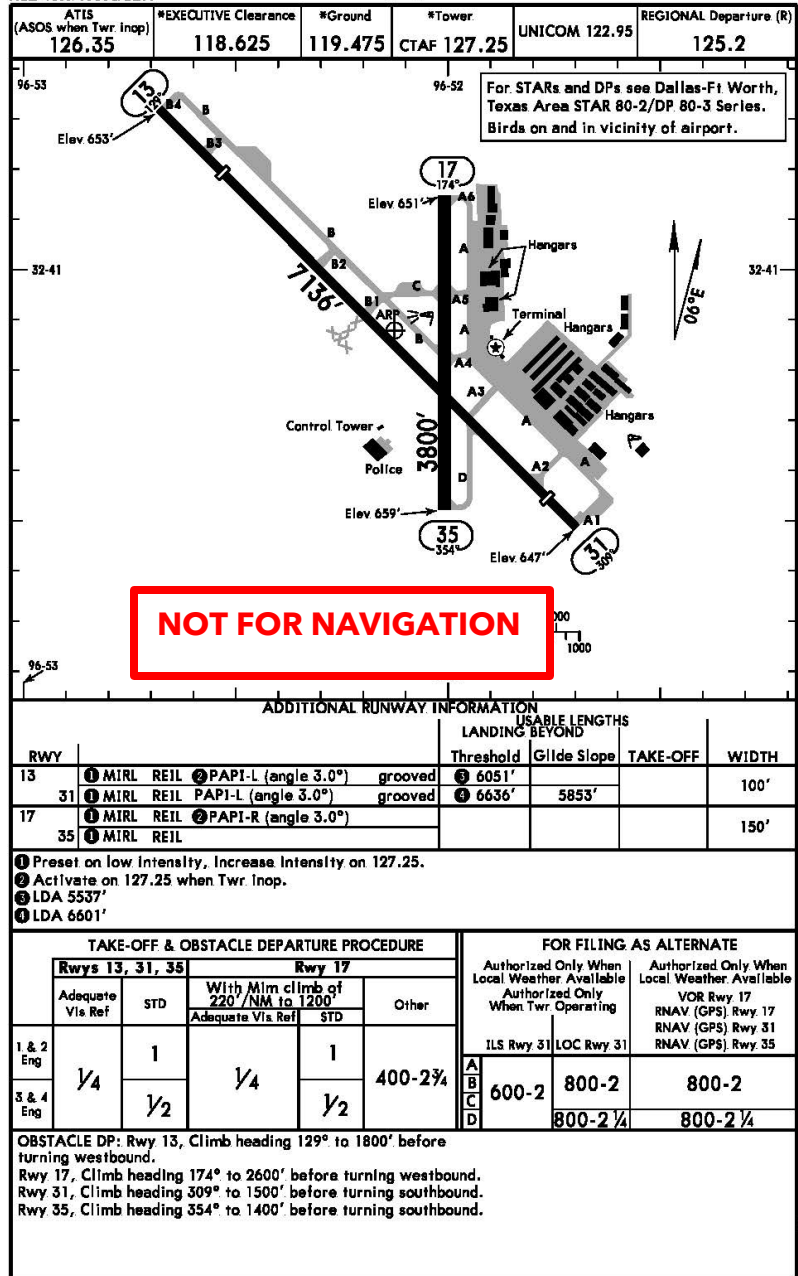 ATIS
(ASOS when Twr inop)
126.35
*EXECUTIVE Clearance
118.625
*Ground
119.475
*Tower
CTAF 127.25
UNICOM 122.95
REGIONAL Departure (R)
125.2
96-53
96-52
For STARs and DPs see Dallas-Ft Worth,
Texas Area STAR 80-2/DP 80-3 Series.
Birds on and in vicinity of airport.
13
129°
B4
B
Elev 653'
B3
17
174°
Elev 651'
A6
A
Hangars
B
B2
32-41
32-41
06°E
7136'
C
B1
A5
ARP
B
A
Terminal
Hangars
A4
A3
Control Tower
3800'
A
Hangars
Police
D
A2
A
Elev 659'
35
354°
A1
Elev 647'
31
309°
NOT FOR NAVIGATION
1000
96-53
ADDITIONAL RUNWAY INFORMATION
USABLE LENGTHS
LANDING BEYOND
RWY Threshold Glide Slope TAKE-OFF WIDTH
13 ❶ MIRL REIL ❷ PAPI-L (angle 3.0°) grooved ❸ 6051'
31 ❶ MIRL REIL PAPI-L (angle 3.0°) grooved ❹ 6636' 5853'
100'
17 ❶ MIRL REIL ❷ PAPI-R (angle 3.0°)
35 ❶ MIRL REIL
150'
❶ Preset on low intensity, Increase intensity on 127.25.
❷ Activate on 127.25 when Twr inop.
❸ LDA 5537'
❹ LDA 6601'
TAKE-OFF & OBSTACLE DEPARTURE PROCEDURE
Rwys 13, 31, 35
Rwy 17
Adequate
Vis Ref
STD
With Mim climb of
220'/NM to 1200'
Adequate Vis Ref
STD
Other
1 & 2
Eng
3 & 4
Eng
1/4
1
1/2
1/4
1
1/2
400-2¾
FOR FILING AS ALTERNATE
Authorized Only When
Local Weather Available
Authorized Only
When Twr Operating
ILS Rwy 31
LOC Rwy 31
Authorized Only When
Local Weather Available
VOR Rwy 17
RNAV (GPS) Rwy 17
RNAV (GPS) Rwy 31
RNAV (GPS) Rwy 35
A
B
C
D
600-2
800-2
800-2 ¼
800-2
800-2 ¼
OBSTACLE DP: Rwy 13, Climb heading 129° to 1800' before
turning westbound.
Rwy 17, Climb heading 174° to 2600' before turning westbound.
Rwy 31, Climb heading 309° to 1500' before turning southbound.
Rwy 35, Climb heading 354° to 1400' before turning southbound.